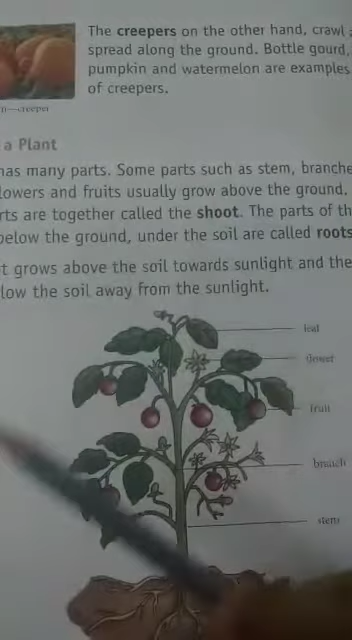 The creepers on the other hand, crawl
spread along the ground. Bottle gourd,
pumpkin and watermelon are examples
of creepers.
creeper
a Plant
has many parts. Some parts such as stem, branche
lowers and fruits usually grow above the ground.
rts are together called the shoot. The parts of th
below the ground, under the soil are called roots
t grows above the soil towards sunlight and the
low the soil away from the sunlight.
leaf
flower
fruit
branch
stem